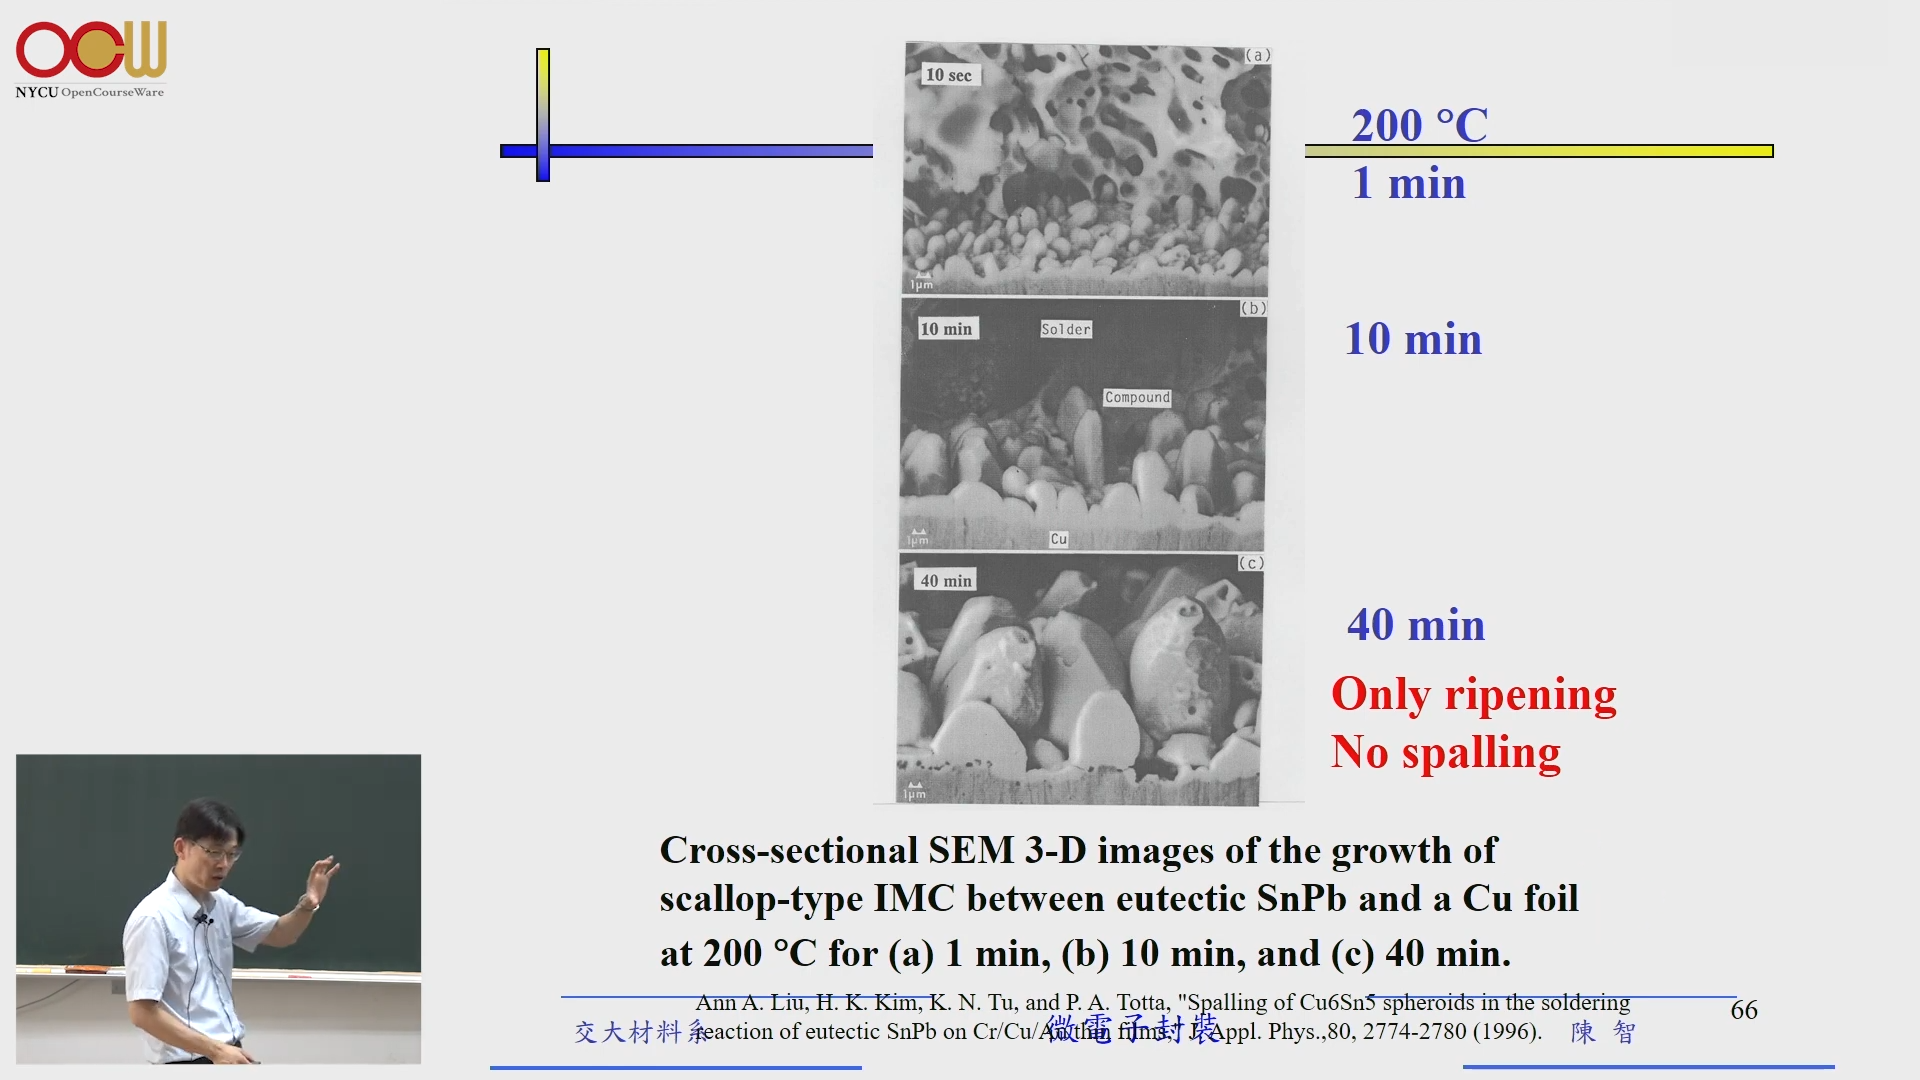 OCW
NYCU OpenCourseWare
(a)
10 sec
1μm
200 °C
1 min
(b)
10 min
Solder
Compound
Cu
1μm
10 min
(c)
40 min
1μm
40 min
Only ripening
No spalling
Cross-sectional SEM 3-D images of the growth of
scallop-type IMC between eutectic SnPb and a Cu foil
at 200 °C for (a) 1 min, (b) 10 min, and (c) 40 min.
Ann A. Liu, H. K. Kim, K. N. Tu, and P. A. Totta, "Spalling of Cu6Sn5 spheroids in the soldering
reaction of eutectic SnPb on Cr/Cu/Au thin films," J. Appl. Phys.,80, 2774-2780 (1996).
交大材料系
微電子封裝
陳 智
66